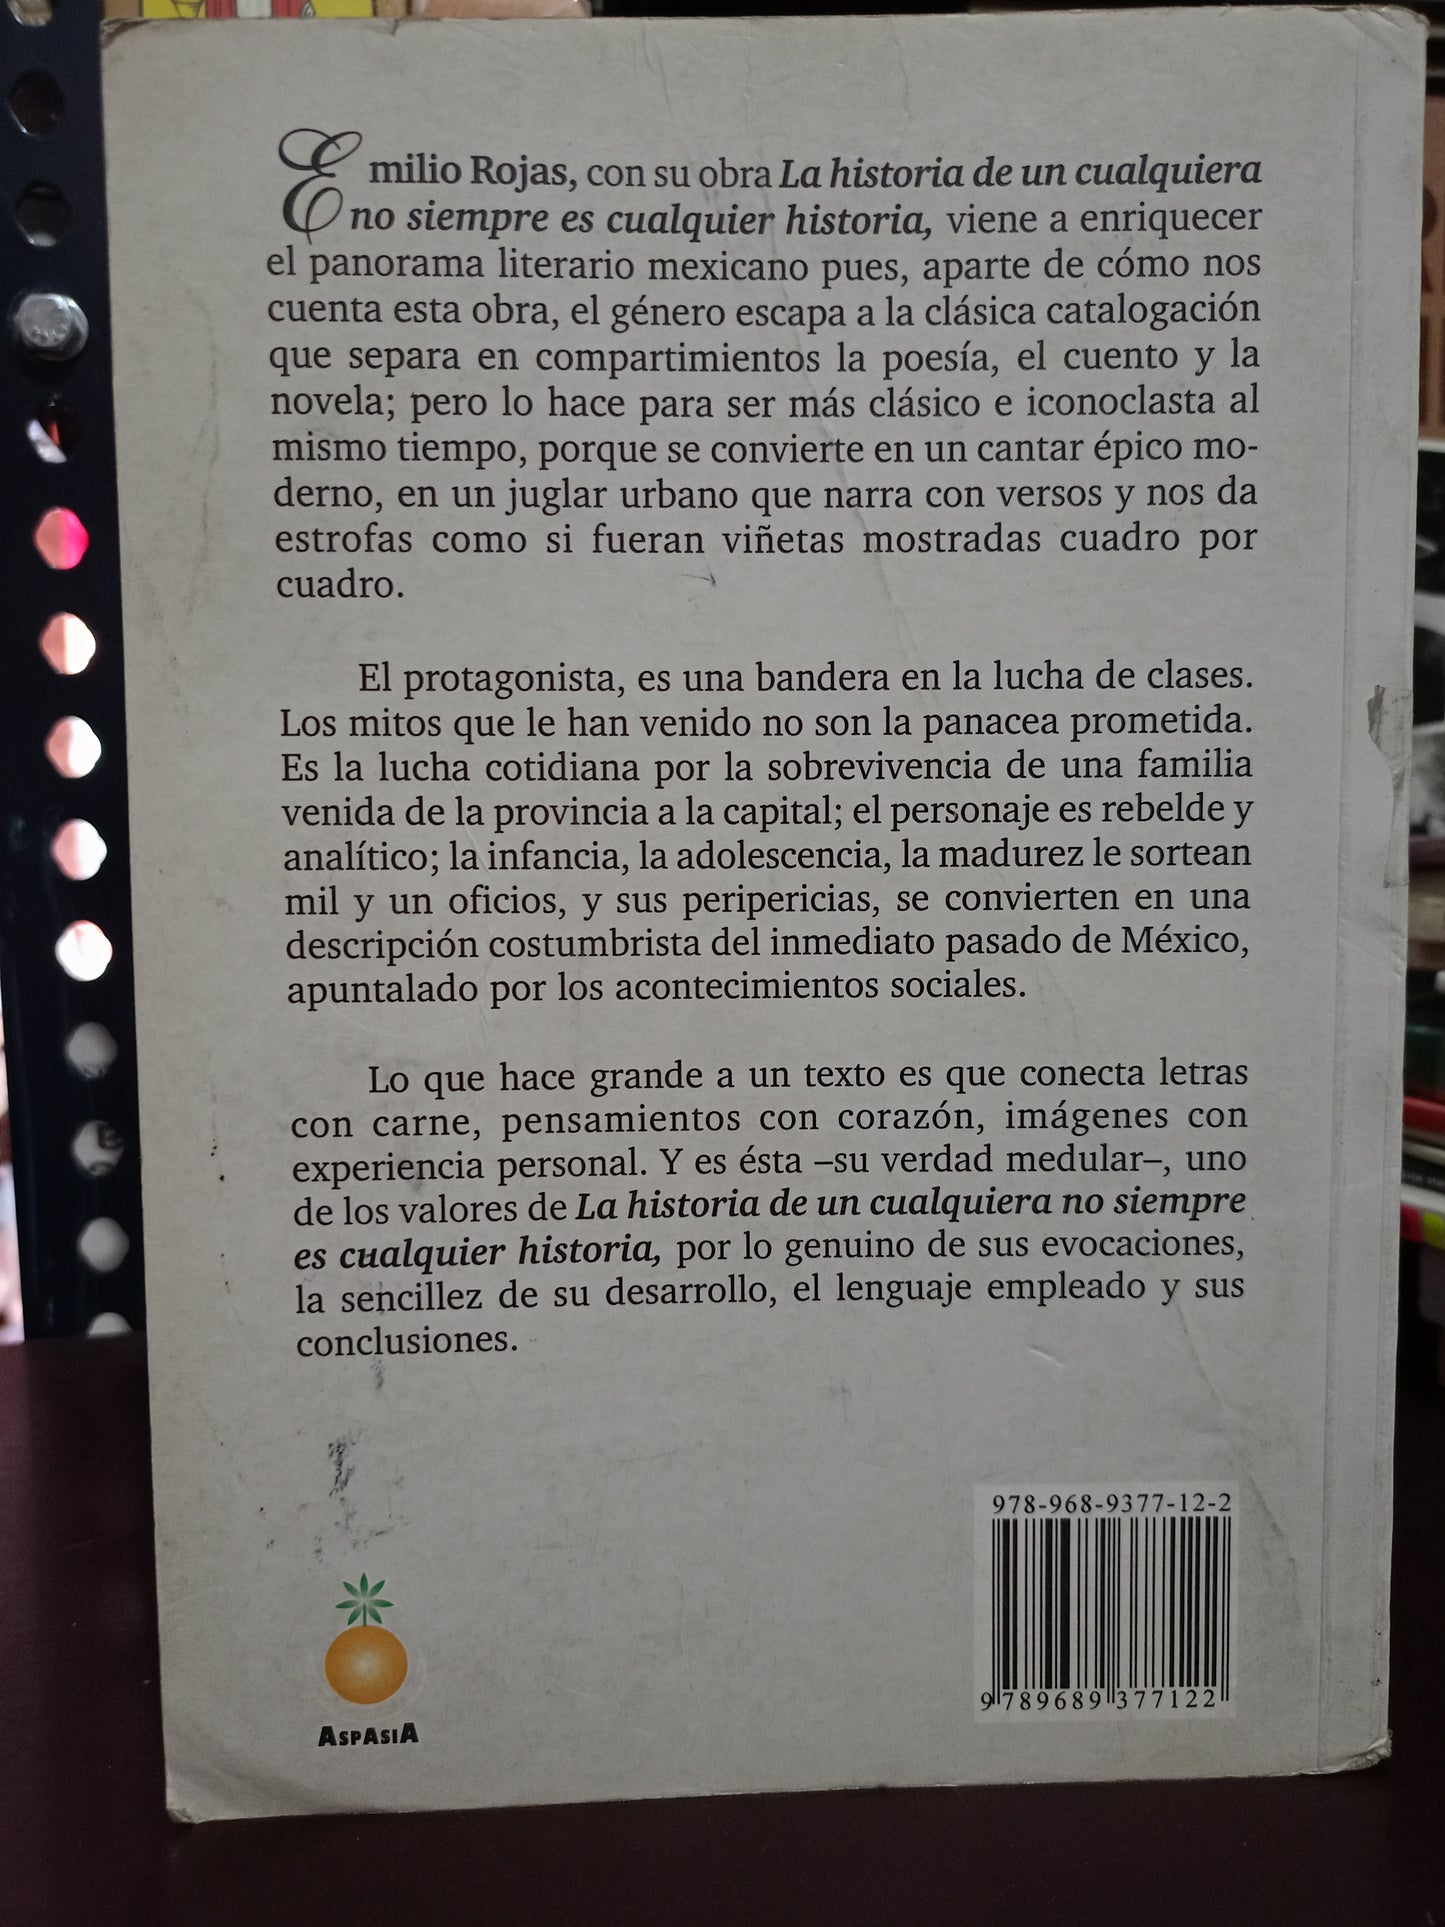 Emilio Rojas, con su obra La historia de un cualquiera
no siempre es cualquier historia, viene a enriquecer
el panorama literario mexicano pues, aparte de cómo nos
cuenta esta obra, el género escapa a la clásica catalogación
que separa en compartimientos la poesía, el cuento y la
novela; pero lo hace para ser más clásico e iconoclasta al
mismo tiempo, porque se convierte en un cantar épico mo-
derno, en un juglar urbano que narra con versos y nos da
estrofas como si fueran viñetas mostradas cuadro por
cuadro.
El protagonista, es una bandera en la lucha de clases.
Los mitos que le han venido no son la panacea prometida.
Es la lucha cotidiana por la sobrevivencia de una familia
venida de la provincia a la capital; el personaje es rebelde y
analítico; la infancia, la adolescencia, la madurez le sortean
mil y un oficios, y sus peripericias, se convierten en una
descripción costumbrista del inmediato pasado de México,
apuntalado por los acontecimientos sociales.
Lo que hace grande a un texto es que conecta letras
con carne, pensamientos con corazón, imágenes con
experiencia personal. Y es ésta –su verdad medular–, uno
de los valores de La historia de un cualquiera no siempre
es cualquier historia, por lo genuino de sus evocaciones,
la sencillez de su desarrollo, el lenguaje empleado y sus
conclusiones.
978-968-9377-12-2
9 789689 377122
ASPASIA